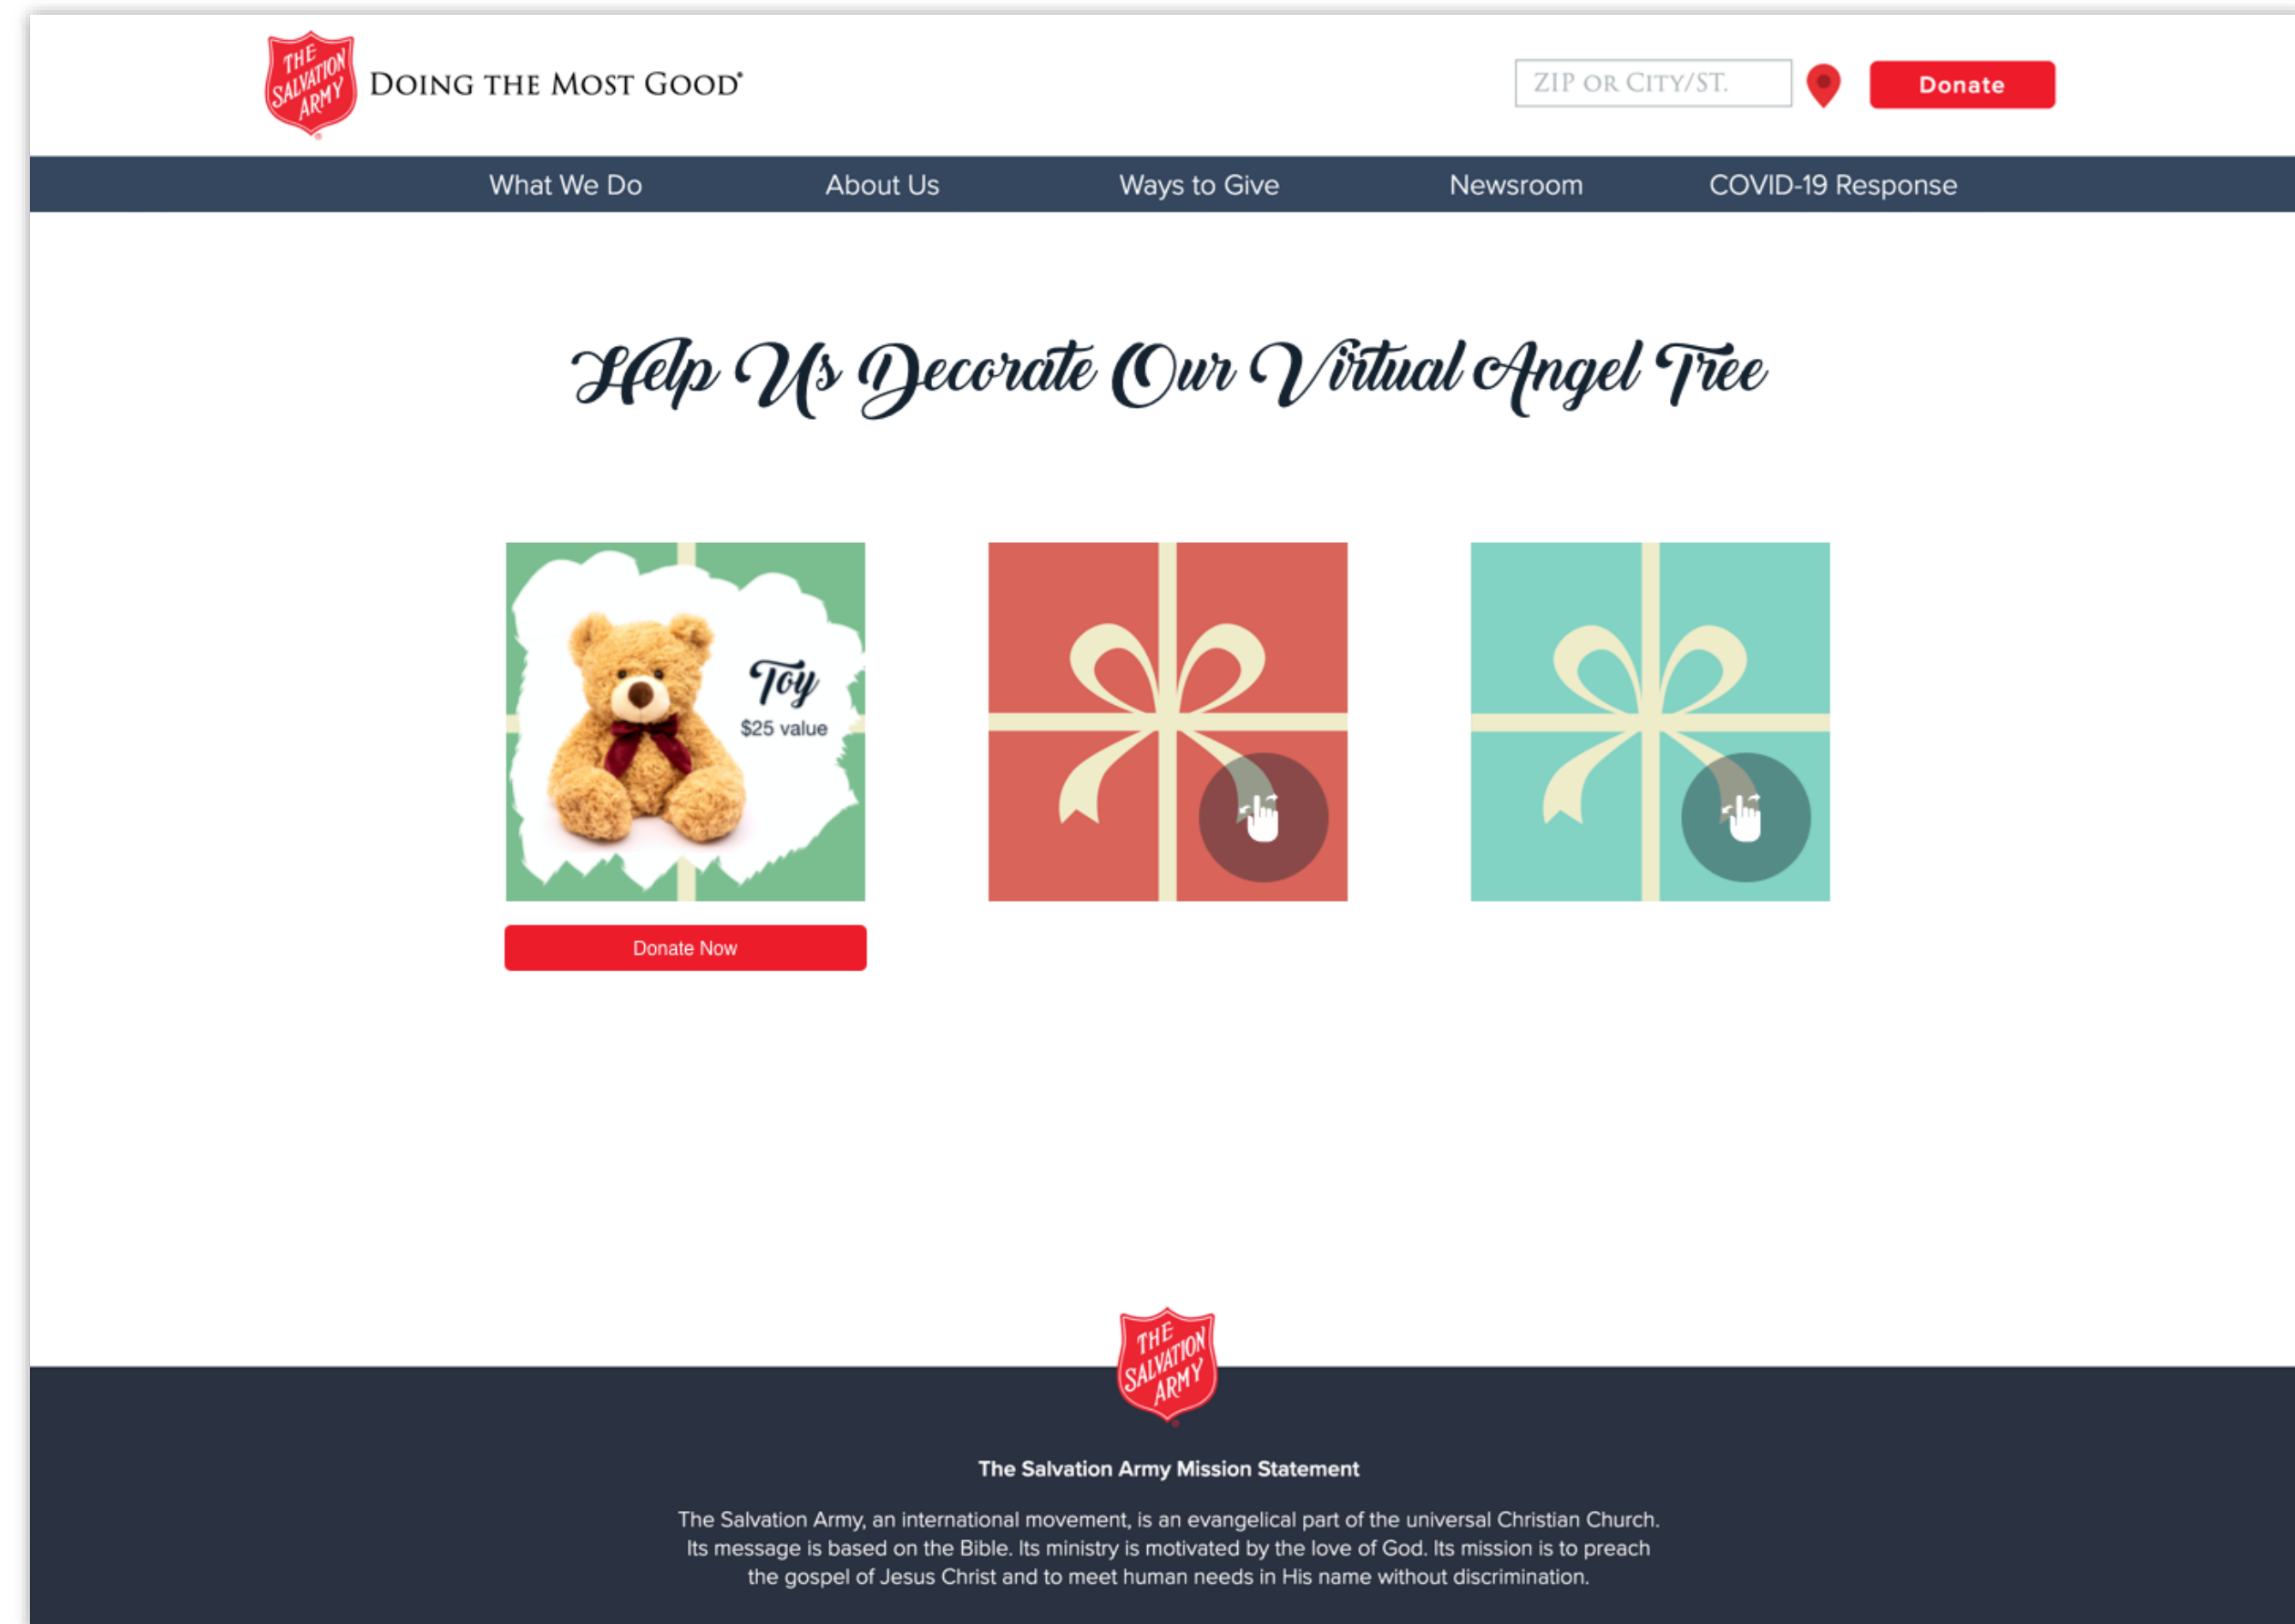 THE
SALVATION
ARMY
DOING THE MOST GOOD®
ZIP OR CITY/ST.
Donate
What We Do
About Us
Ways to Give
Newsroom
COVID-19 Response
Help Us Decorate Our Virtual Angel Tree
Toy
$25 value
Donate Now
THE
SALVATION
ARMY
The Salvation Army Mission Statement
The Salvation Army, an international movement, is an evangelical part of the universal Christian Church.
Its message is based on the Bible. Its ministry is motivated by the love of God. Its mission is to preach
the gospel of Jesus Christ and to meet human needs in His name without discrimination.